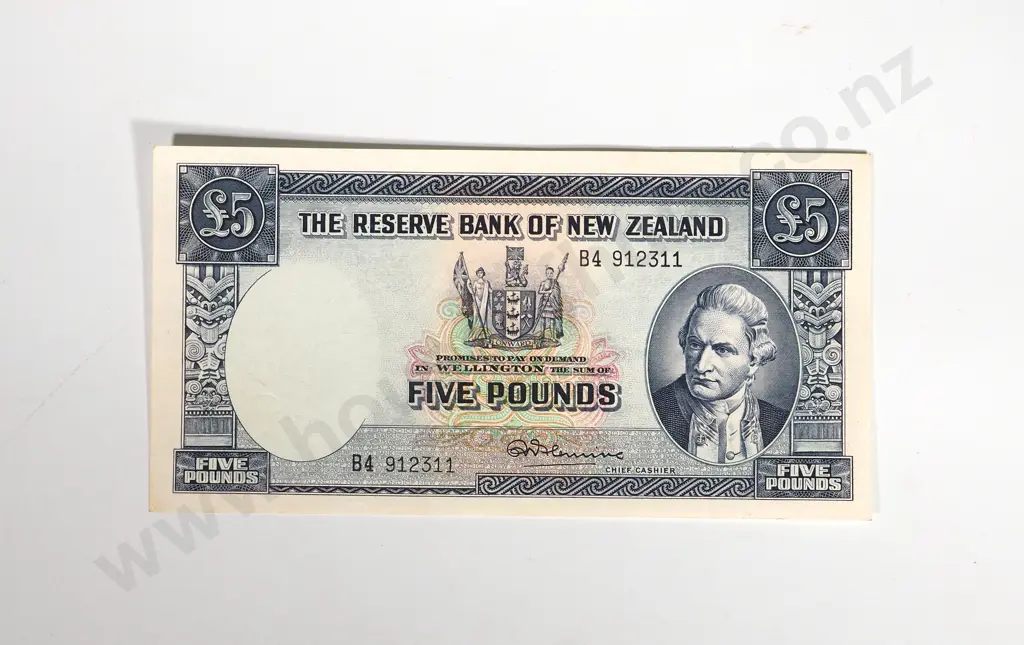 £5
£5
THE RESERVE BANK OF NEW ZEALAND
B4 912311
ONWARD
PROMISES TO PAY ON DEMAND
IN WELLINGTON THE SUM OF
FIVE POUNDS
B4 912311
CHIEF CASHIER
FIVE
POUNDS
FIVE
POUNDS